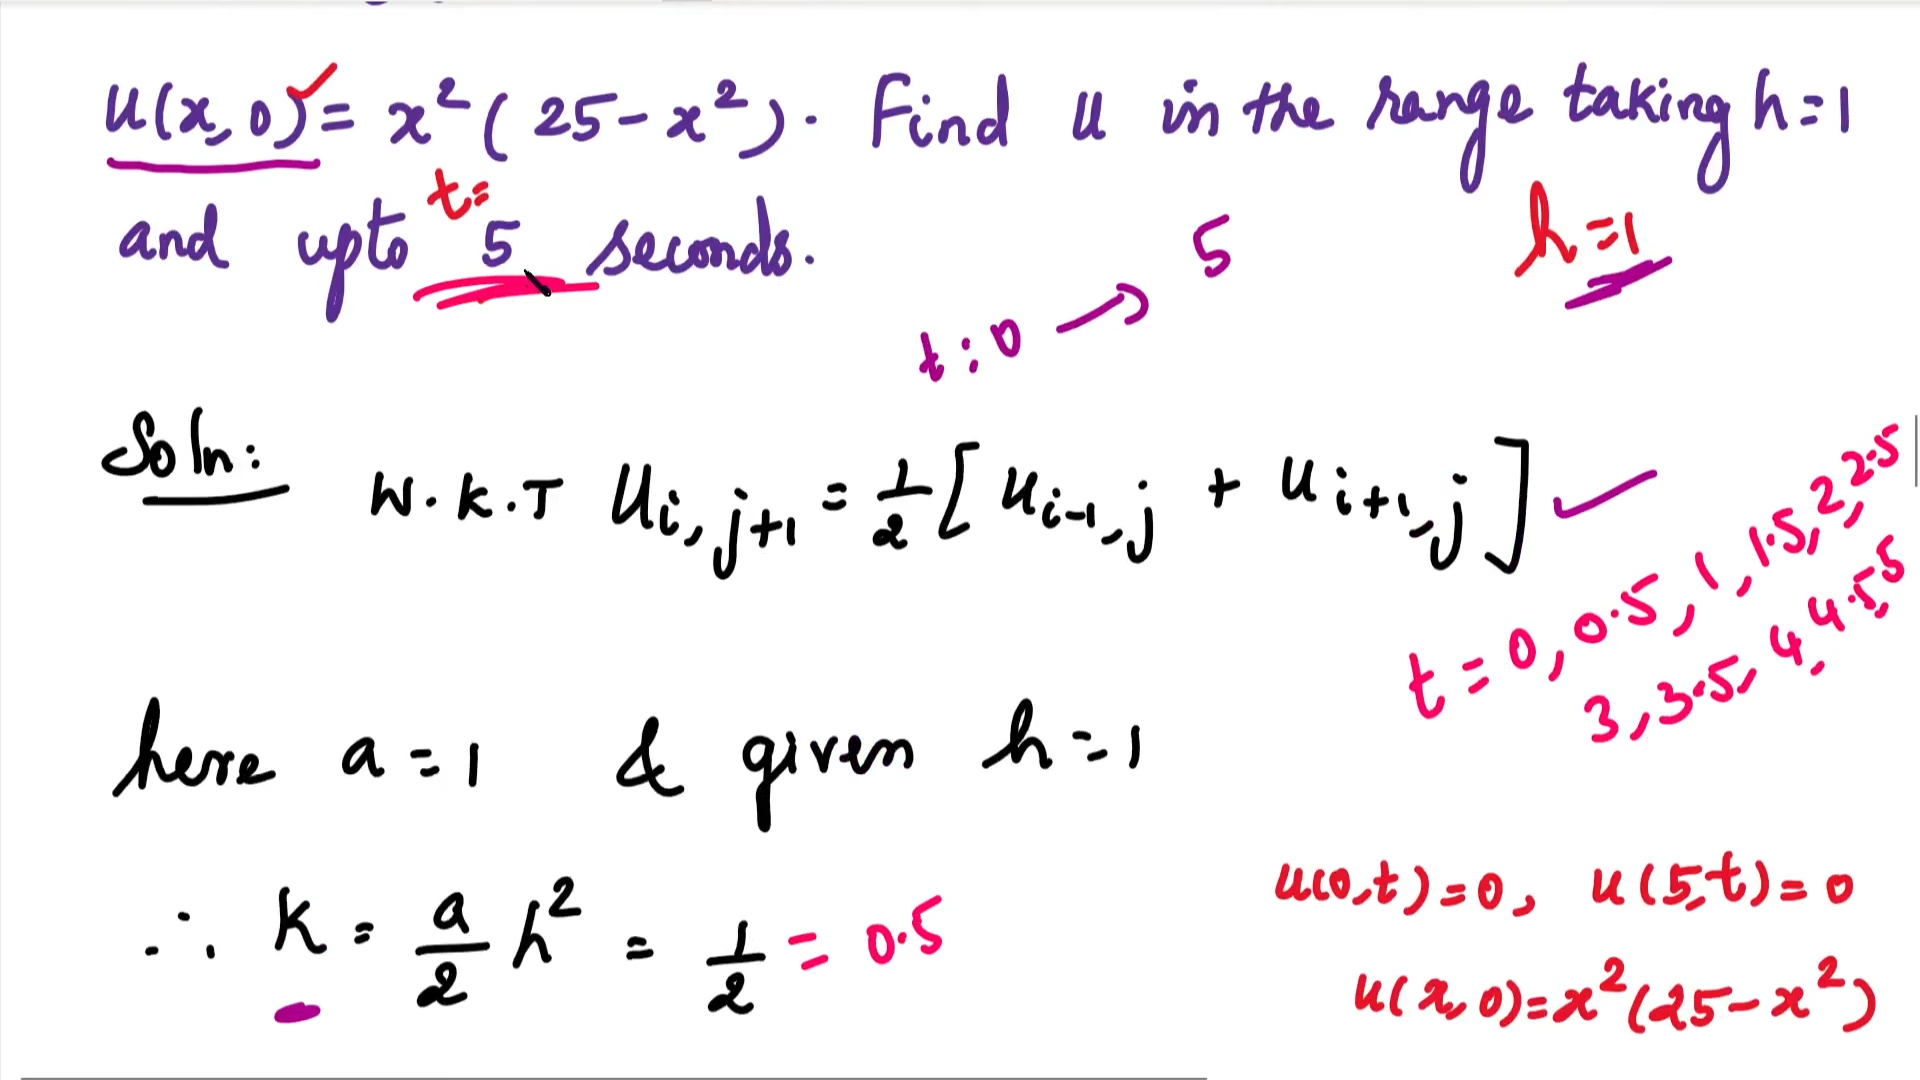 u(x, 0) = x² ( 25 - x² ). Find u in the range taking h = 1
t =
and upto 5 seconds.
5
h = 1
t : 0 →
Soln:
W.K.T u_{i, j+1} = 1/2 [ u_{i-1, j} + u_{i+1, j} ]
t = 0, 0.5, 1, 1.5, 2, 2.5
3, 3.5, 4, 4.5, 5
here a = 1 & given h = 1
∴ k = a/2 h² = 1/2 = 0.5
u(0,t) = 0, u(5,t) = 0
u(x, 0) = x² (25 - x²)